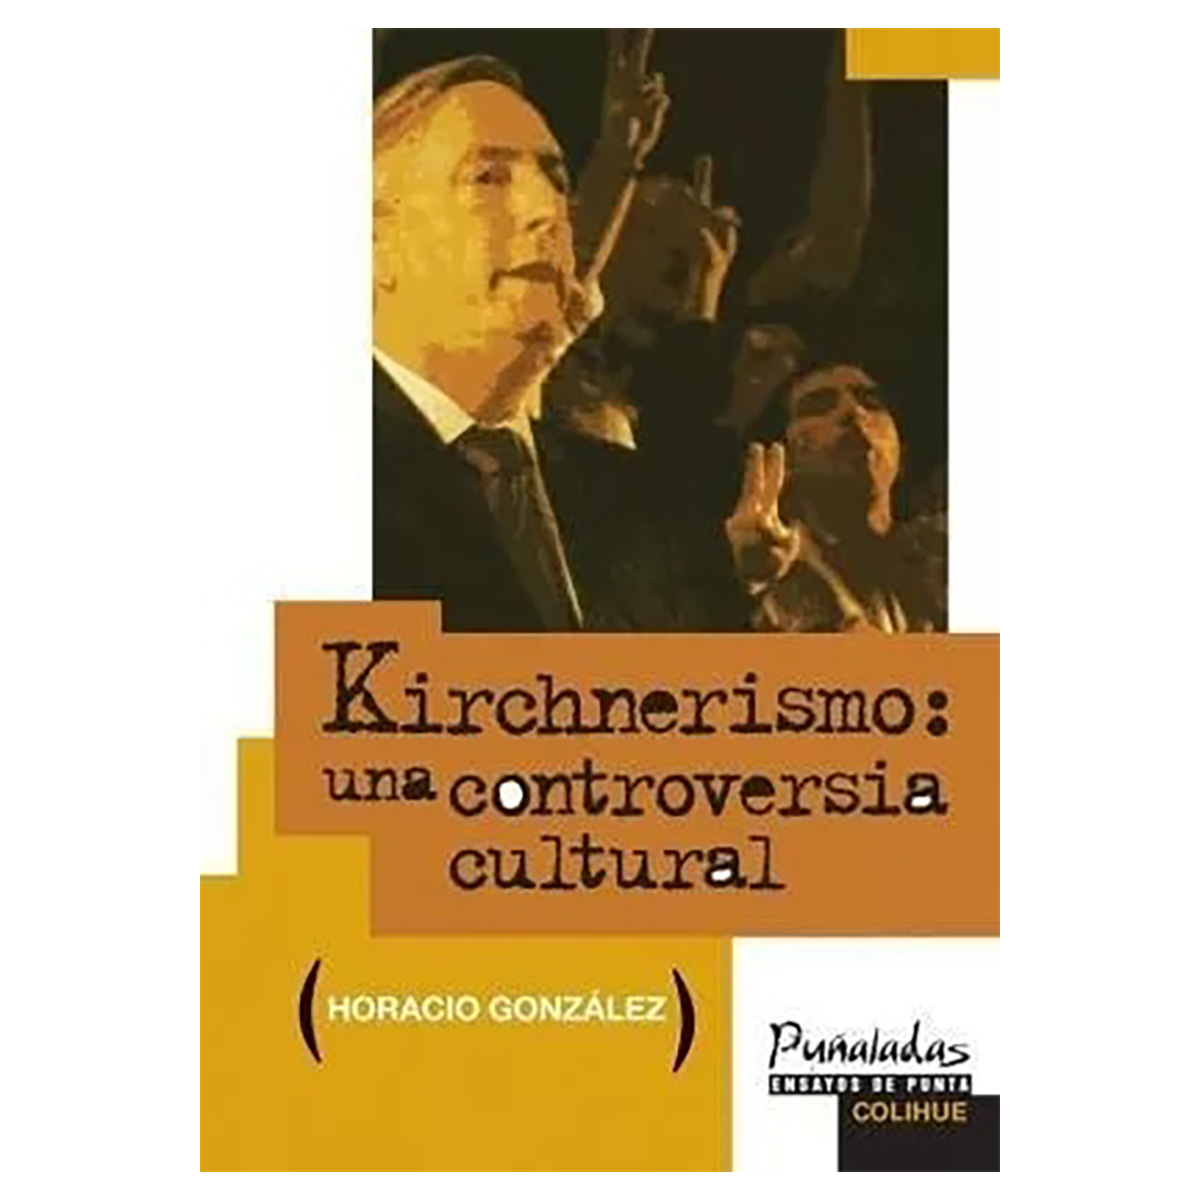 Kirchnerismo:
una controversia
cultural
(HORACIO GONZÁLEZ)
Puñaladas
ENSAYOS DE PUNTA
COLIHUE